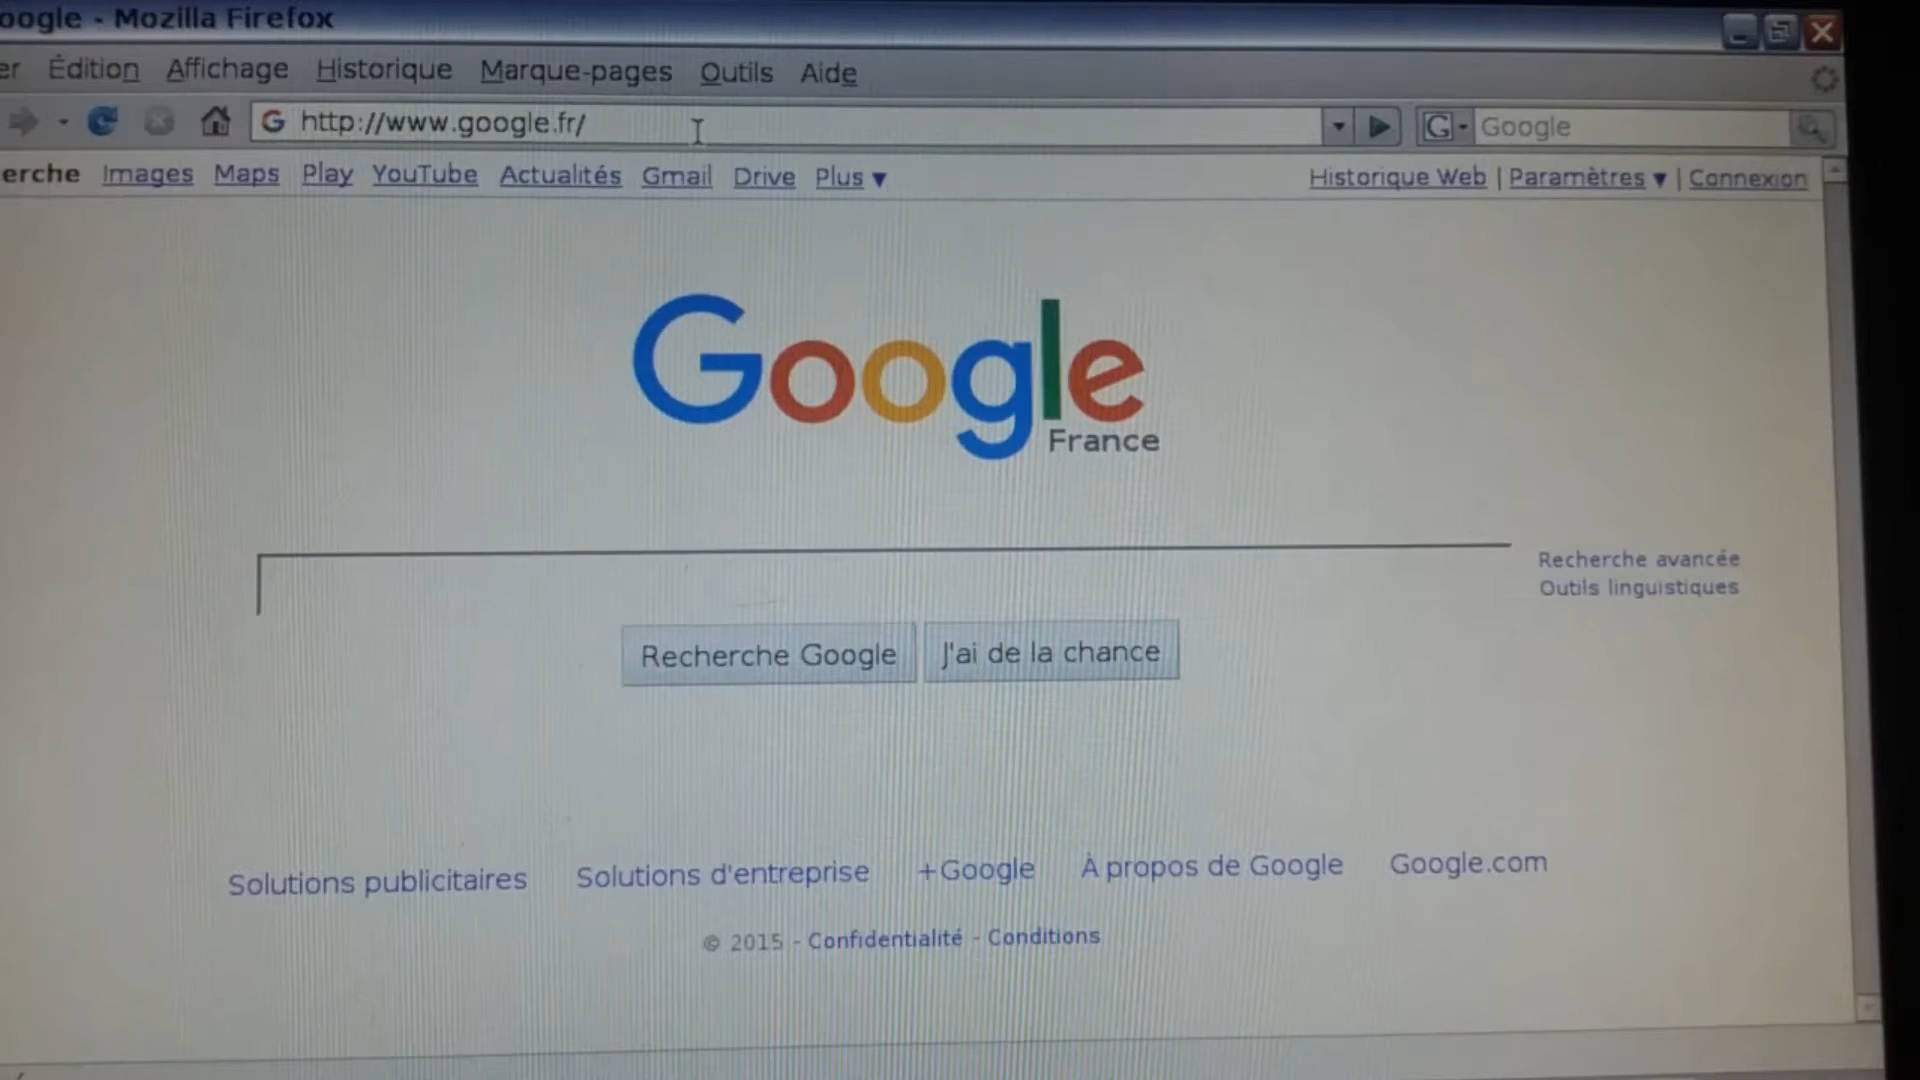 oogle - Mozilla Firefox
er Édition Affichage Historique Marque-pages Outils Aide
http://www.google.fr/ G Google
erche Images Maps Play YouTube Actualités Gmail Drive Plus ▼ Historique Web | Paramètres ▼ | Connexion
Google
France
Recherche avancée
Outils linguistiques
Recherche Google J'ai de la chance
Solutions publicitaires Solutions d'entreprise +Google À propos de Google Google.com
© 2015 - Confidentialité - Conditions